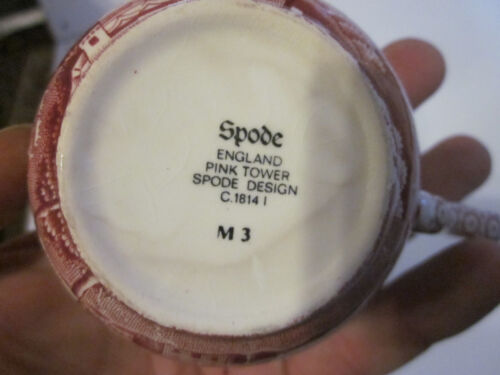 Spode
ENGLAND
PINK TOWER
SPODE DESIGN
C.1814 I
M 3